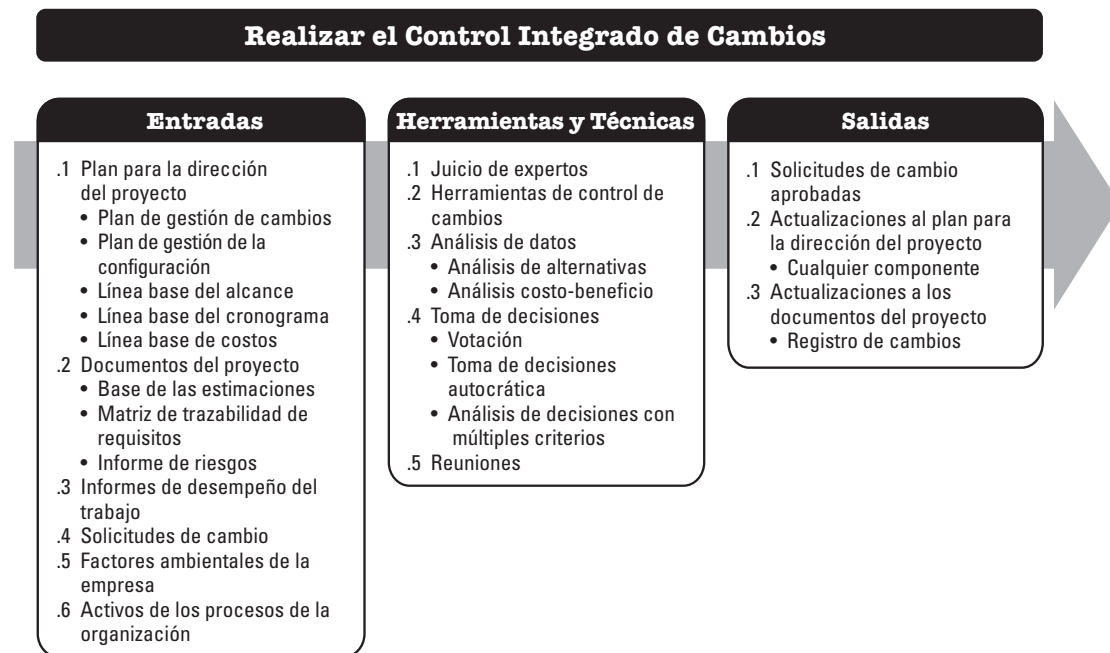 Realizar el Control Integrado de Cambios
Entradas
.1 Plan para la dirección
del proyecto
• Plan de gestión de cambios
• Plan de gestión de la
configuración
• Línea base del alcance
• Línea base del cronograma
• Línea base de costos
.2 Documentos del proyecto
• Base de las estimaciones
• Matriz de trazabilidad de
requisitos
• Informe de riesgos
.3 Informes de desempeño del
trabajo
.4 Solicitudes de cambio
.5 Factores ambientales de la
empresa
.6 Activos de los procesos de la
organización
Herramientas y Técnicas
.1 Juicio de expertos
.2 Herramientas de control de
cambios
.3 Análisis de datos
• Análisis de alternativas
• Análisis costo-beneficio
.4 Toma de decisiones
• Votación
• Toma de decisiones
autocrática
• Análisis de decisiones con
múltiples criterios
.5 Reuniones
Salidas
.1 Solicitudes de cambio
aprobadas
.2 Actualizaciones al plan para
la dirección del proyecto
• Cualquier componente
.3 Actualizaciones a los
documentos del proyecto
• Registro de cambios